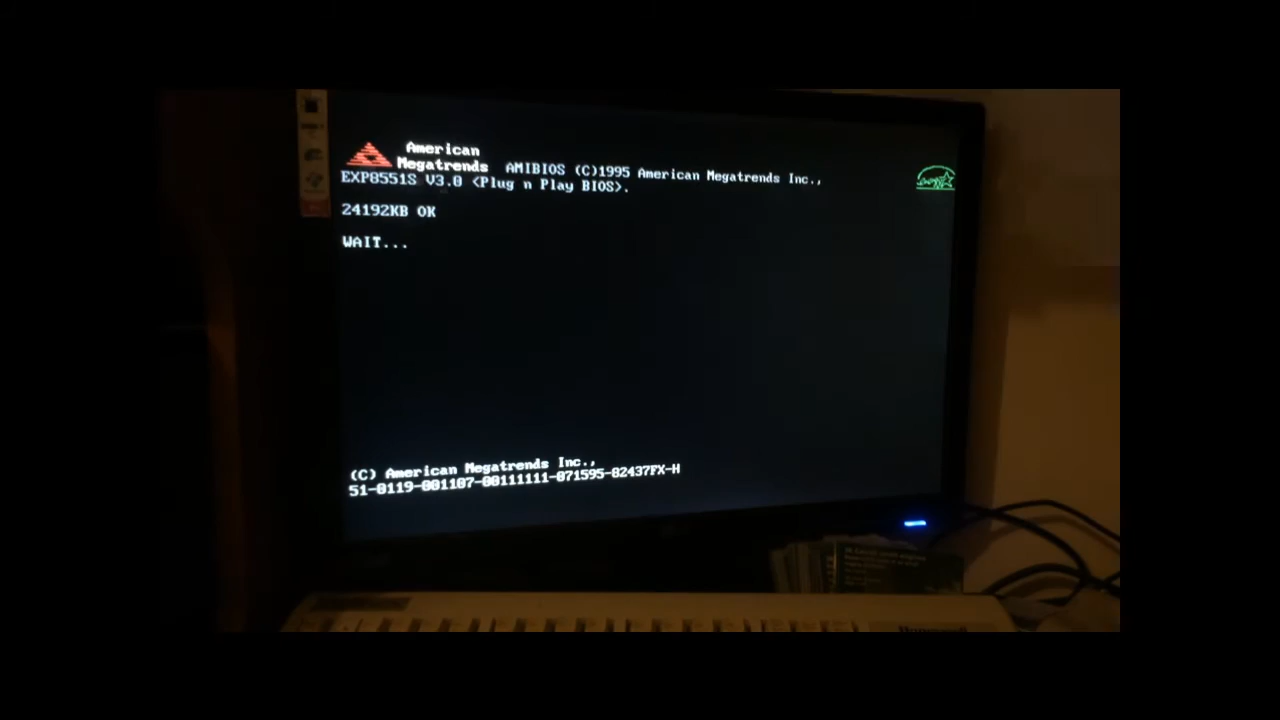 American
Megatrends AMIBIOS (C)1995 American Megatrends Inc.,
EXP8551S V3.0 <Plug n Play BIOS>.
24192KB OK
WAIT...
(C) American Megatrends Inc.,
51-0119-001107-00111111-071595-82437FX-H
Honeywell